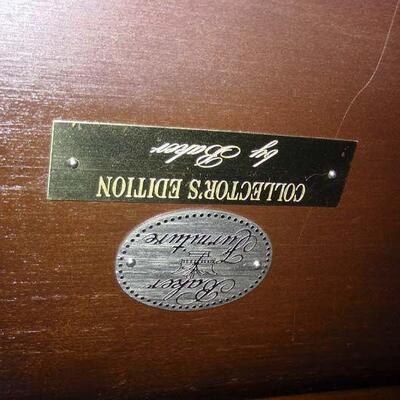 Baker
Furniture
COLLECTOR'S EDITION
by Baker